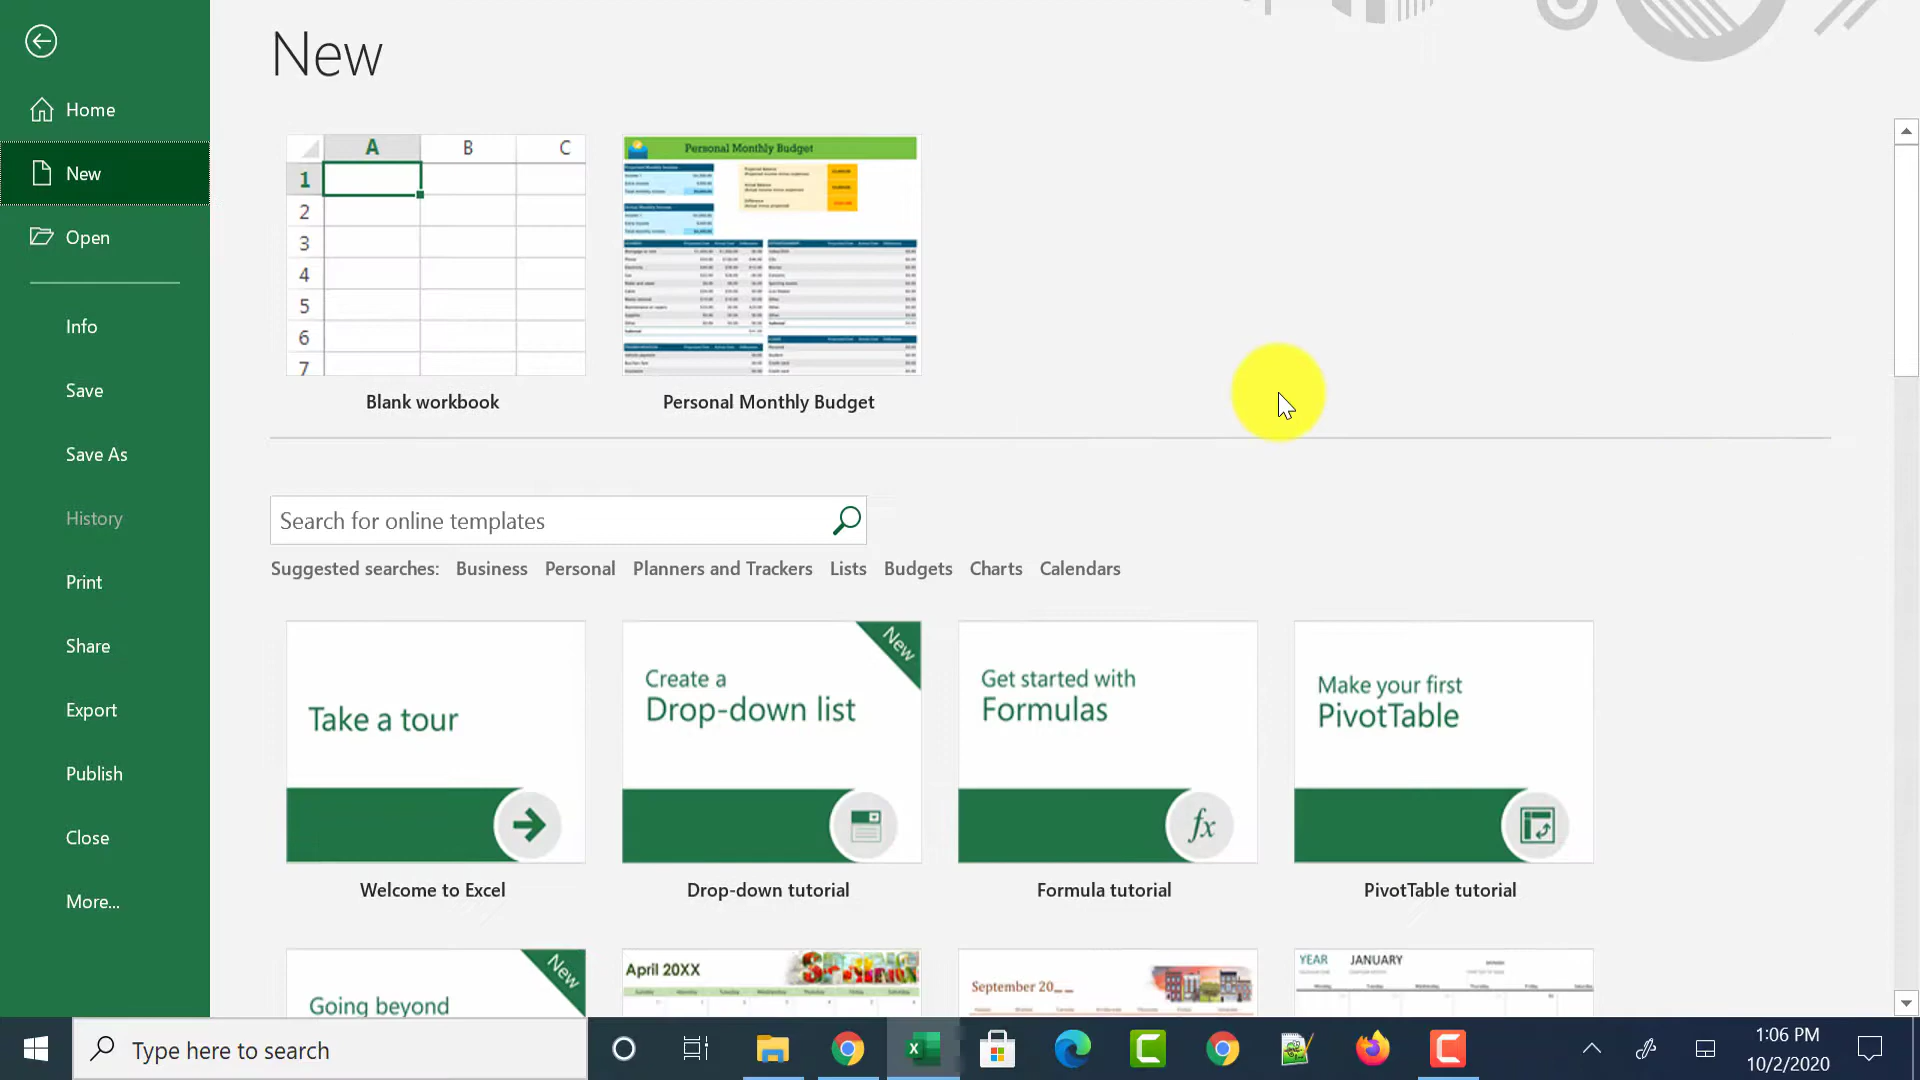 New
Home
New
Open
Info
Save
Save As
History
Print
Share
Export
Publish
Close
More...
A B C
1
2
3
4
5
6
7
Blank workbook
Personal Monthly Budget
Personal Monthly Budget
Search for online templates
Suggested searches: Business Personal Planners and Trackers Lists Budgets Charts Calendars
Take a tour
Welcome to Excel
New
Create a
Drop-down list
Drop-down tutorial
Get started with
Formulas
fx
Formula tutorial
Make your first
PivotTable
PivotTable tutorial
New
Going beyond
April 20XX
September 20__
YEAR JANUARY
Type here to search
1:06 PM
10/2/2020